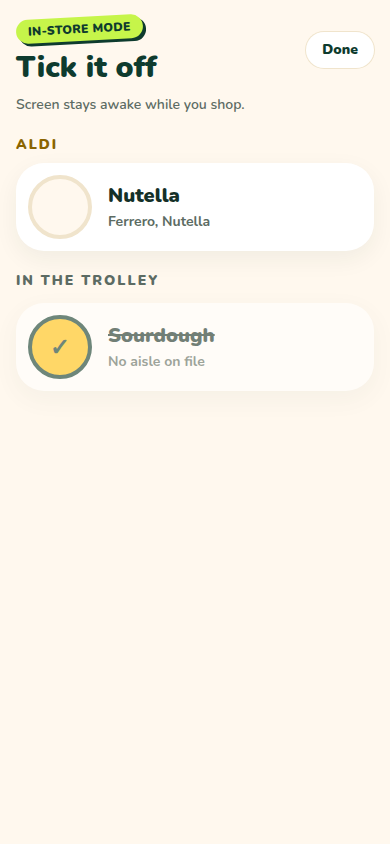 IN-STORE MODE
Tick it off
Done
Screen stays awake while you shop.
ALDI
Nutella
Ferrero, Nutella
IN THE TROLLEY
✓
Sourdough
No aisle on file